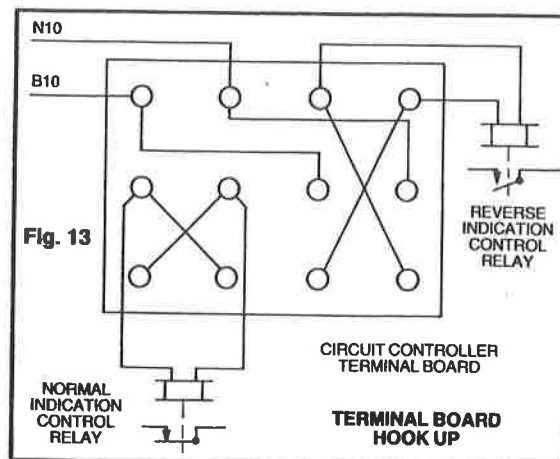 N10
B10
Fig. 13
REVERSE
INDICATION
CONTROL
RELAY
CIRCUIT CONTROLLER
TERMINAL BOARD
NORMAL
INDICATION
CONTROL
RELAY
TERMINAL BOARD
HOOK UP